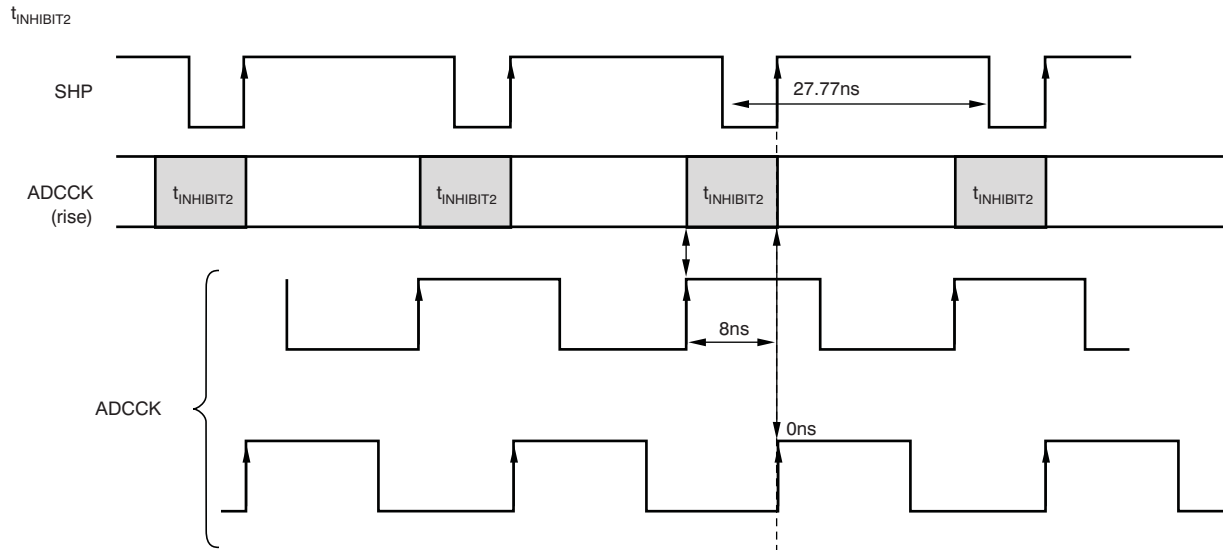 tINHIBIT2
SHP
27.77ns
ADCCK
(rise)
tINHIBIT2
tINHIBIT2
tINHIBIT2
tINHIBIT2
8ns
ADCCK
0ns